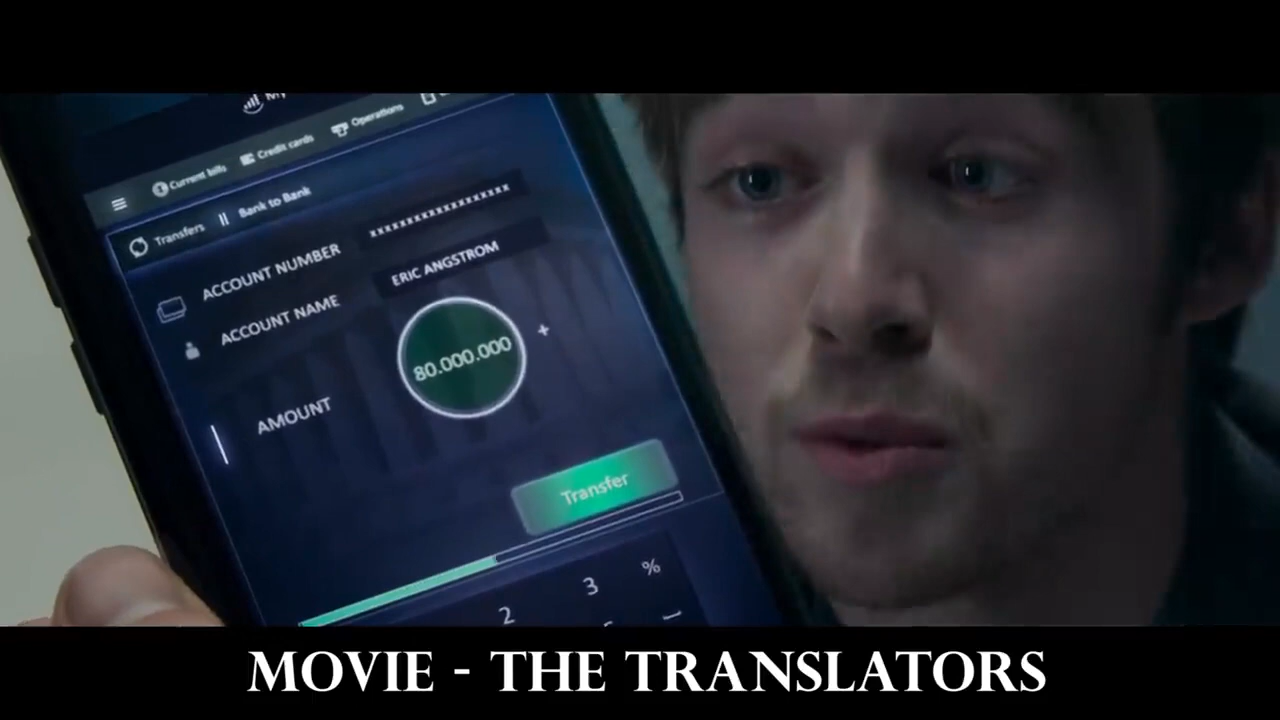 Current bills
Credit cards
Operations
Transfers || Bank to Bank
ACCOUNT NUMBER xxxxxxxxxxxxxxxxxxx
ACCOUNT NAME ERIC ANGSTROM
AMOUNT 80.000.000 +
Transfer
2 3 %
MOVIE - THE TRANSLATORS